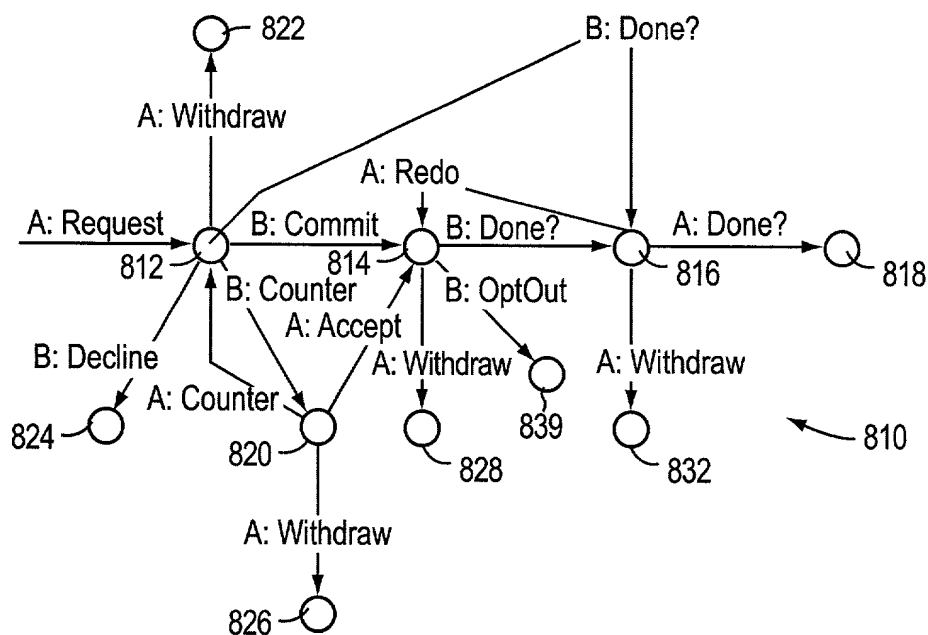 822
B: Done?
A: Withdraw
A: Redo
A: Request
B: Commit
B: Done?
A: Done?
812
814
816
818
B: Counter
B: OptOut
A: Accept
B: Decline
A: Withdraw
A: Withdraw
A: Counter
824
820
828
839
832
810
A: Withdraw
826